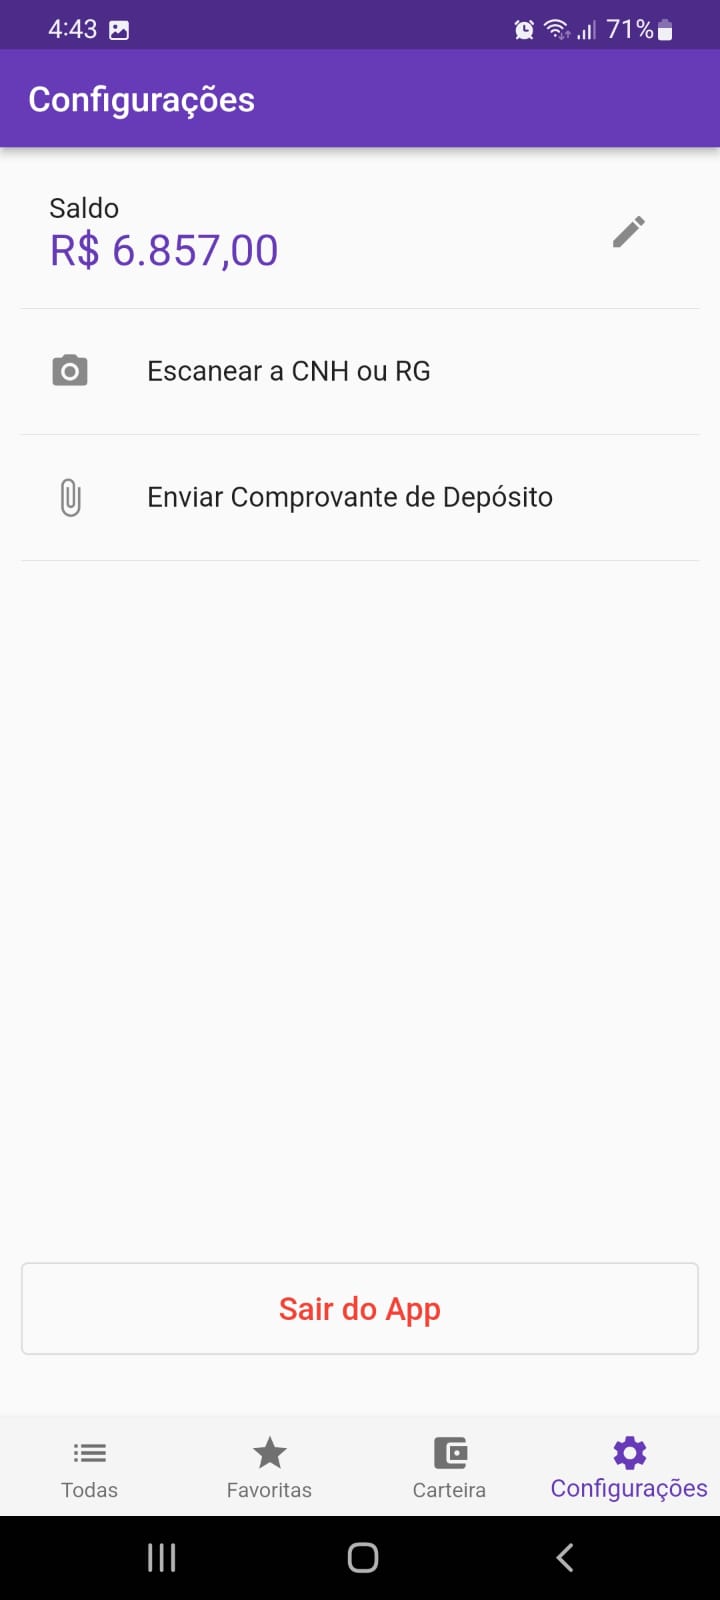 4:43
71%
Configurações
Saldo
R$ 6.857,00
Escanear a CNH ou RG
Enviar Comprovante de Depósito
Sair do App
Todas
Favoritas
Carteira
Configurações